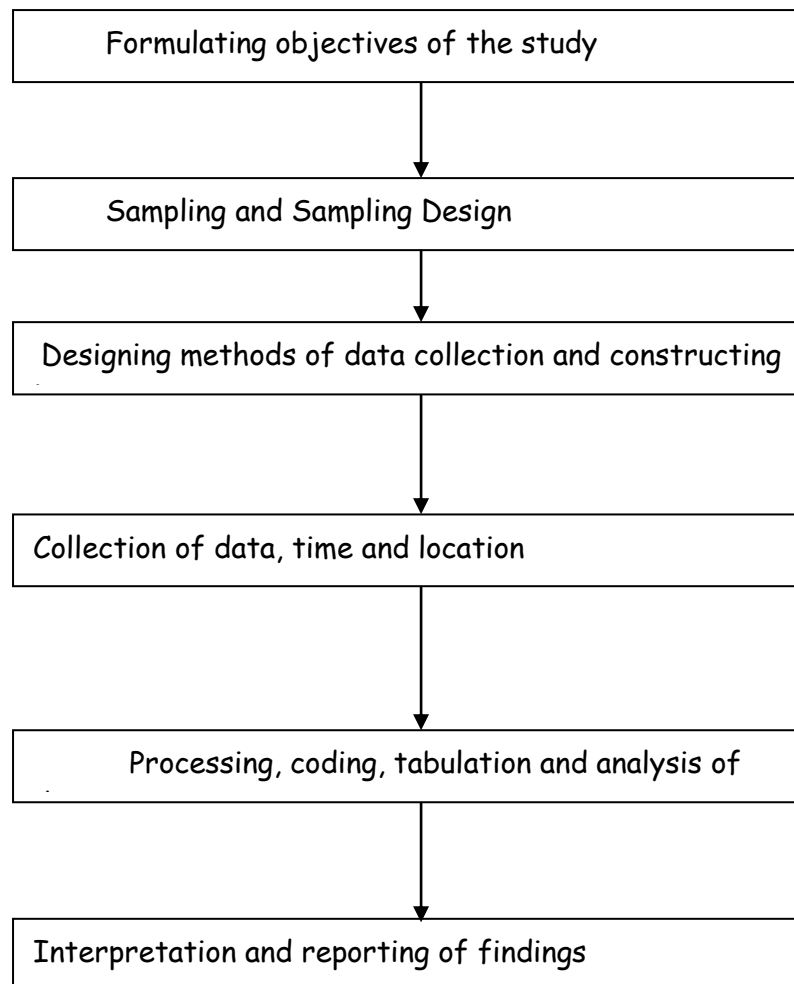 Formulating objectives of the study
Sampling and Sampling Design
Designing methods of data collection and constructing
Collection of data, time and location
Processing, coding, tabulation and analysis of
Interpretation and reporting of findings